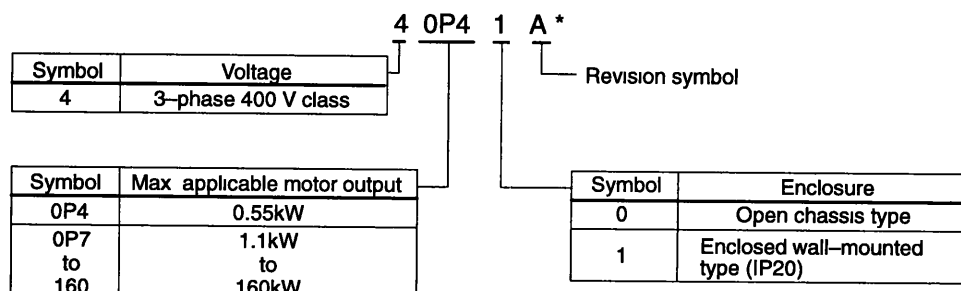 4 0P4 1 A*
Revision symbol
Symbol Voltage
4 3–phase 400 V class
Symbol Max applicable motor output
0P4 0.55kW
0P7 1.1kW
to to
160 160kW
Symbol Enclosure
0 Open chassis type
1 Enclosed wall–mounted
type (IP20)